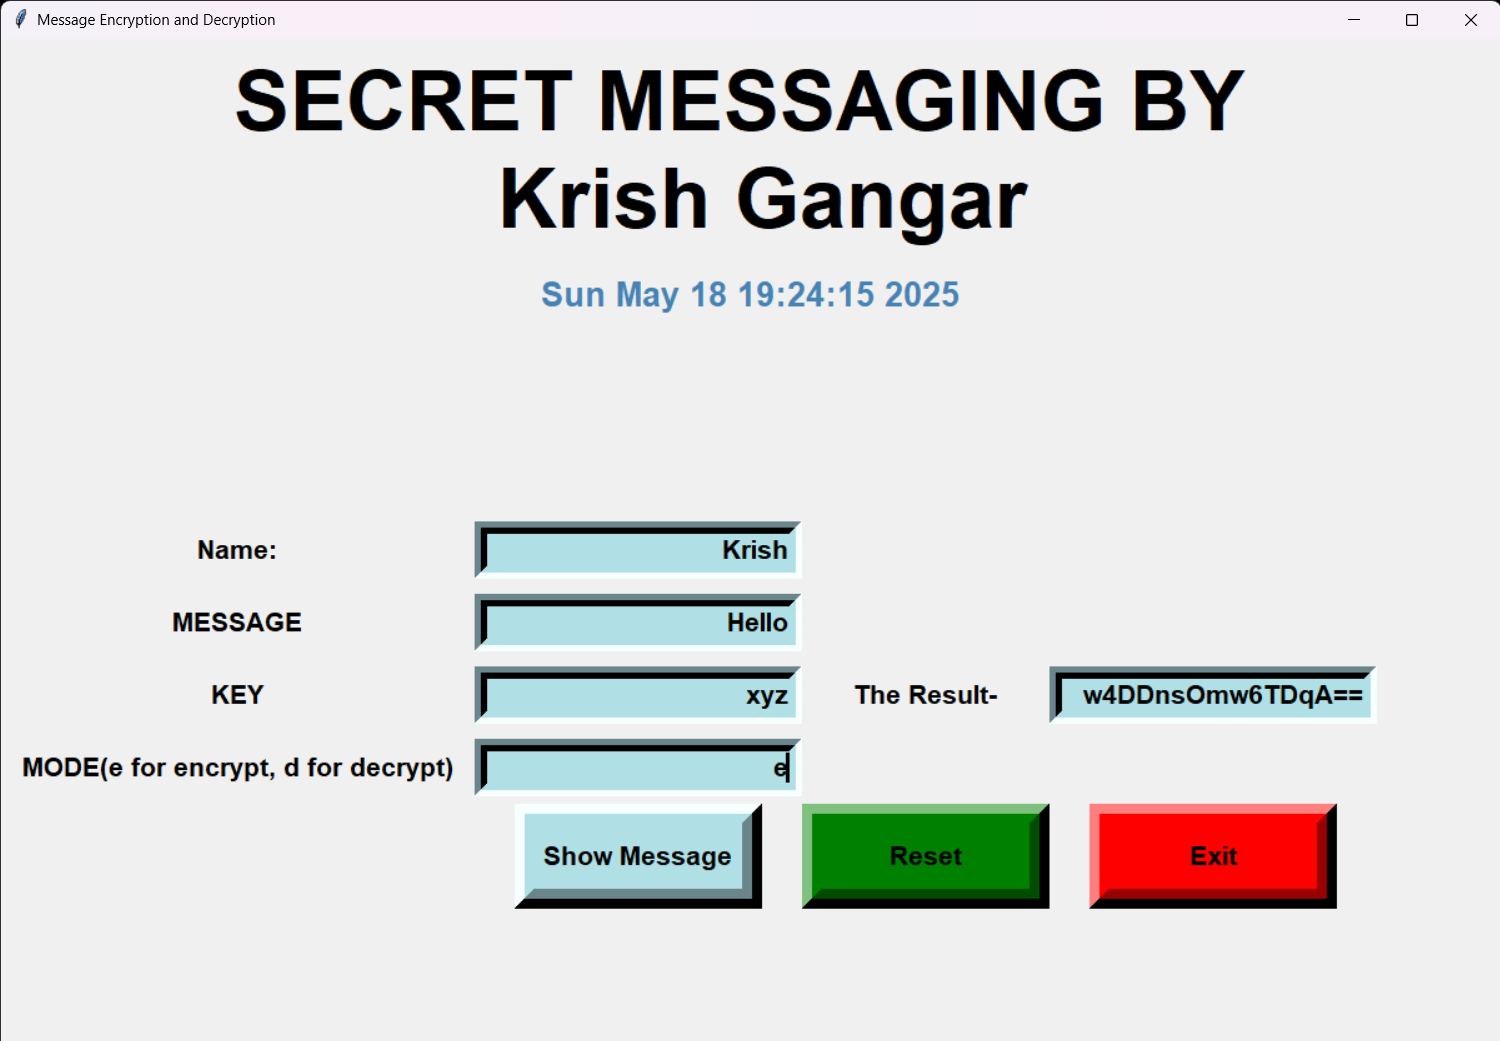 Message Encryption and Decryption
SECRET MESSAGING BY
Krish Gangar
Sun May 18 19:24:15 2025
Name: Krish
MESSAGE Hello
KEY xyz The Result- w4DDnsOmw6TDqA==
MODE(e for encrypt, d for decrypt) e
Show Message Reset Exit